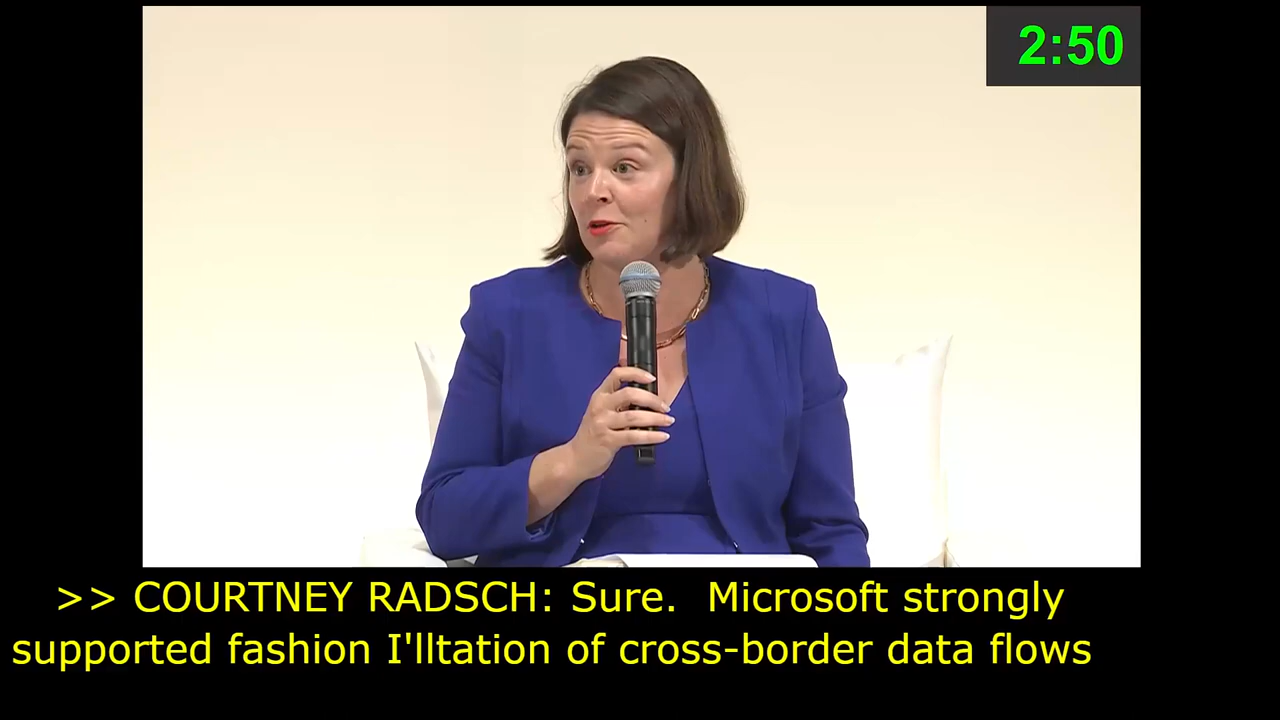 2:50
>> COURTNEY RADSCH: Sure.  Microsoft strongly
supported fashion I'lltation of cross-border data flows